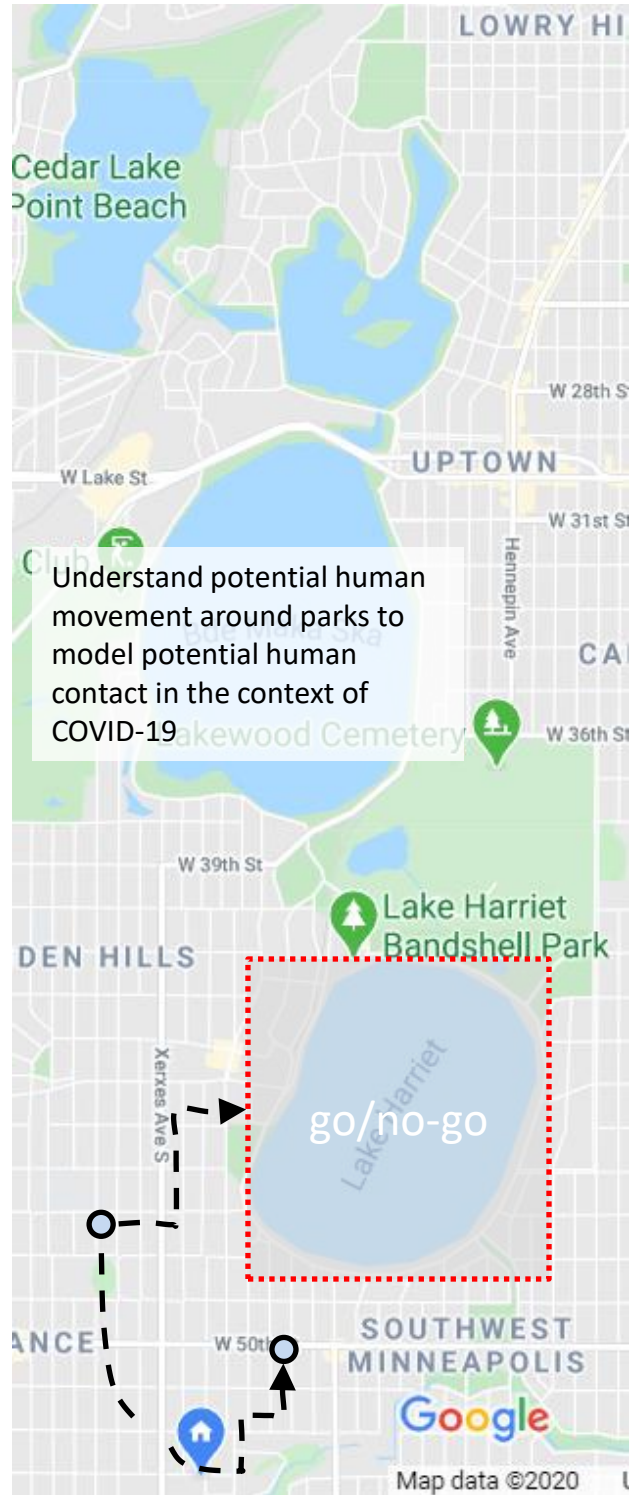 LOWRY HI
Cedar Lake
Point Beach
W 28th S
UPTOWN
W Lake St
W 31st St
Club
Hennepin Ave
Understand potential human
movement around parks to
model potential human
contact in the context of
COVID-19
Bde Maka Ska
CA
Lakewood Cemetery
W 36th St
W 39th St
Lake Harriet
Bandshell Park
DEN HILLS
Xerxes Ave S
go/no-go
Lake Harriet
ANCE
W 50th
SOUTHWEST
MINNEAPOLIS
Google
Map data ©2020